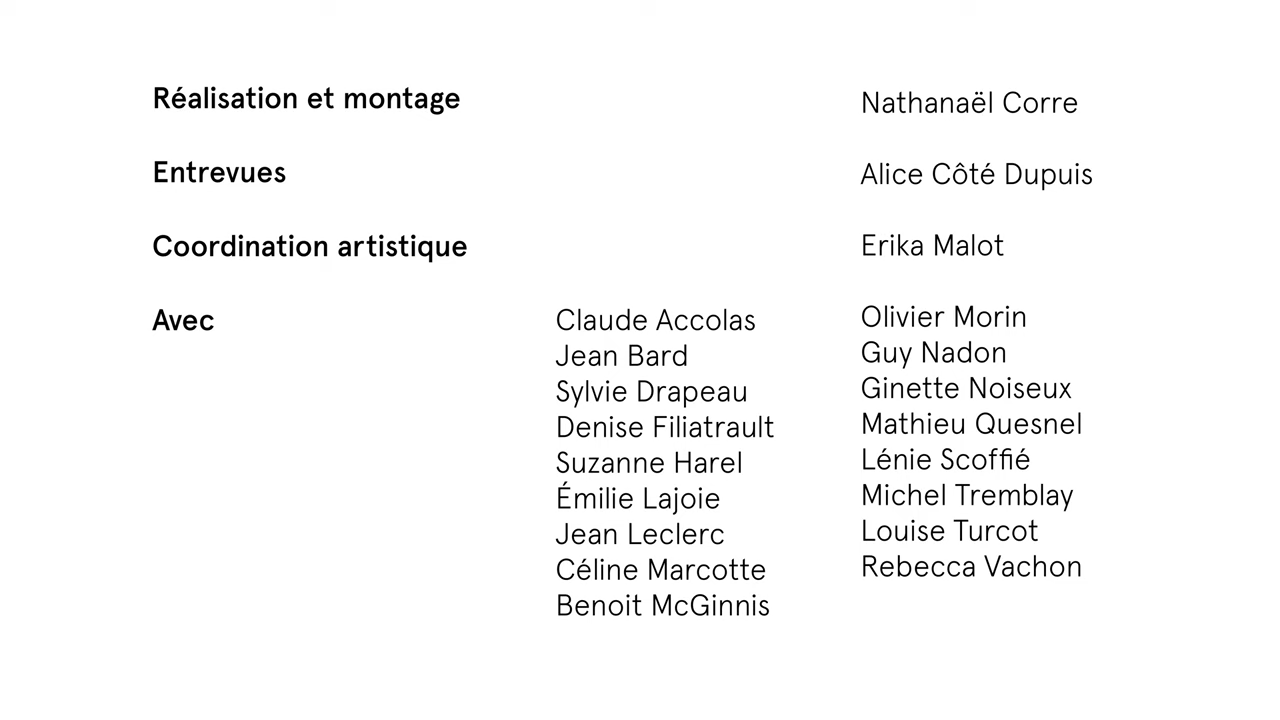 Réalisation et montage
Nathanaël Corre
Entrevues
Alice Côté Dupuis
Coordination artistique
Erika Malot
Avec
Claude Accolas
Jean Bard
Sylvie Drapeau
Denise Filiatrault
Suzanne Harel
Émilie Lajoie
Jean Leclerc
Céline Marcotte
Benoit McGinnis
Olivier Morin
Guy Nadon
Ginette Noiseux
Mathieu Quesnel
Lénie Scoffié
Michel Tremblay
Louise Turcot
Rebecca Vachon